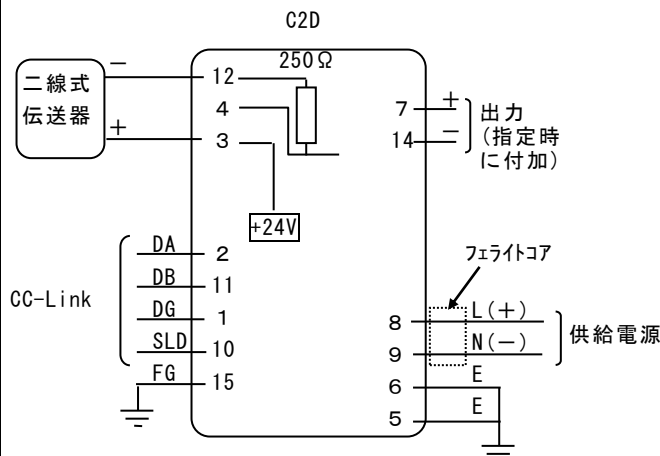 C2D
250Ω
二線式
伝送器
－
＋
12
4
3
+24V
7
14
＋
－
出力
(指定時
に付加)
CC-Link
DA
2
DB
11
DG
1
SLD
10
FG
15
フェライトコア
8
L(+)
9
N(－)
供給電源
6
E
5
E